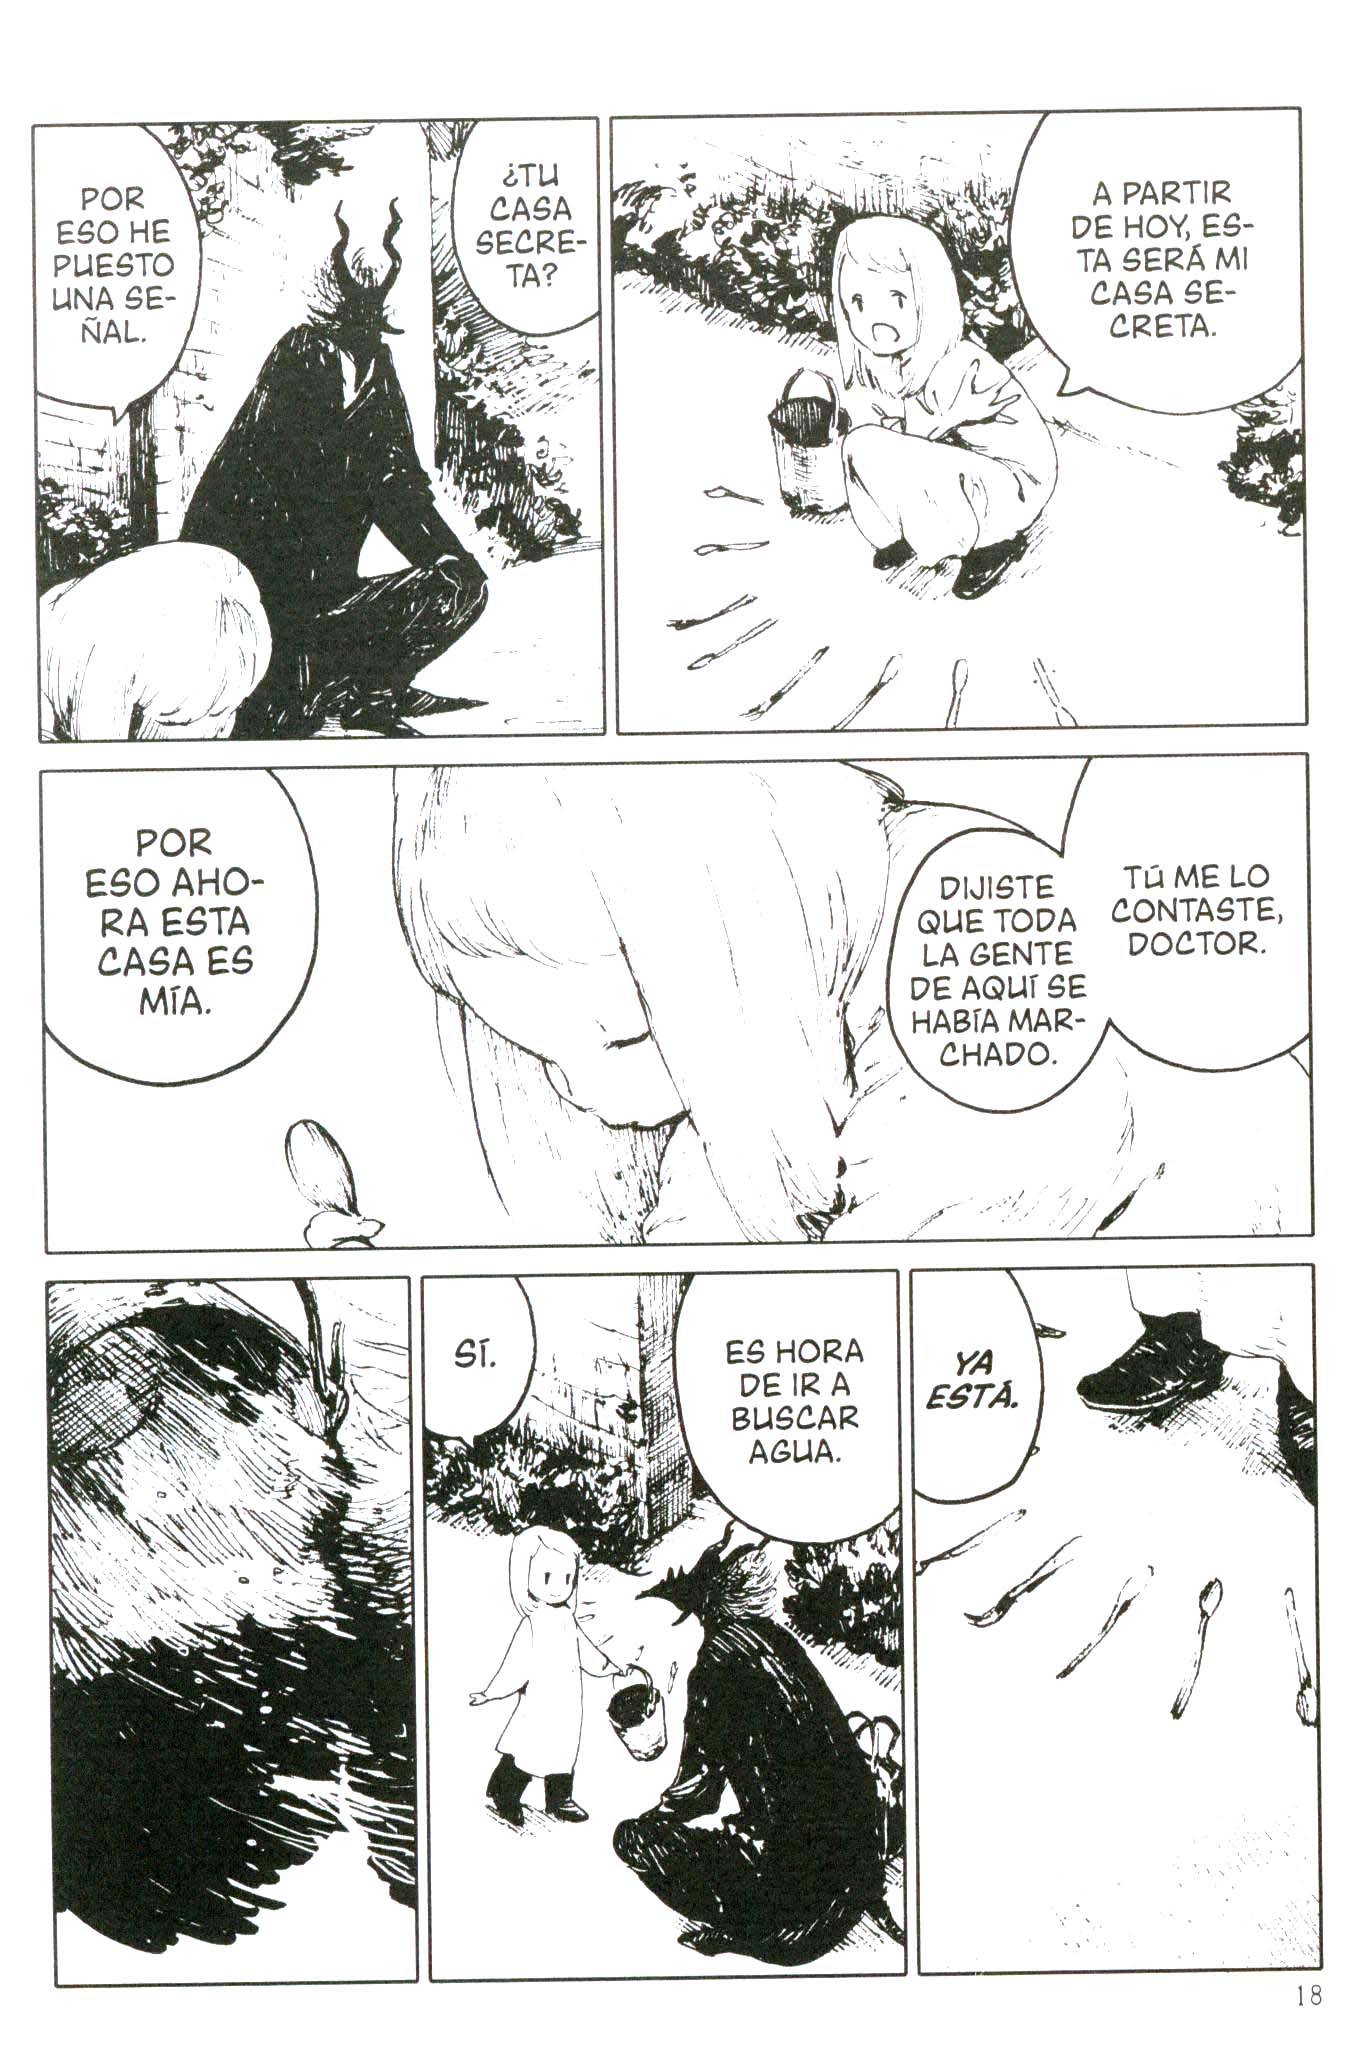 A PARTIR
DE HOY, ES-
TA SERÁ MI
CASA SE-
CRETA.
¿TU
CASA
SECRE-
TA?
POR
ESO HE
PUESTO
UNA SE-
ÑAL.
TÚ ME LO
CONTASTE,
DOCTOR.
DIJISTE
QUE TODA
LA GENTE
DE AQUÍ SE
HABÍA MAR-
CHADO.
POR
ESO AHO-
RA ESTA
CASA ES
MÍA.
YA
ESTÁ.
ES HORA
DE IR A
BUSCAR
AGUA.
SÍ.
18